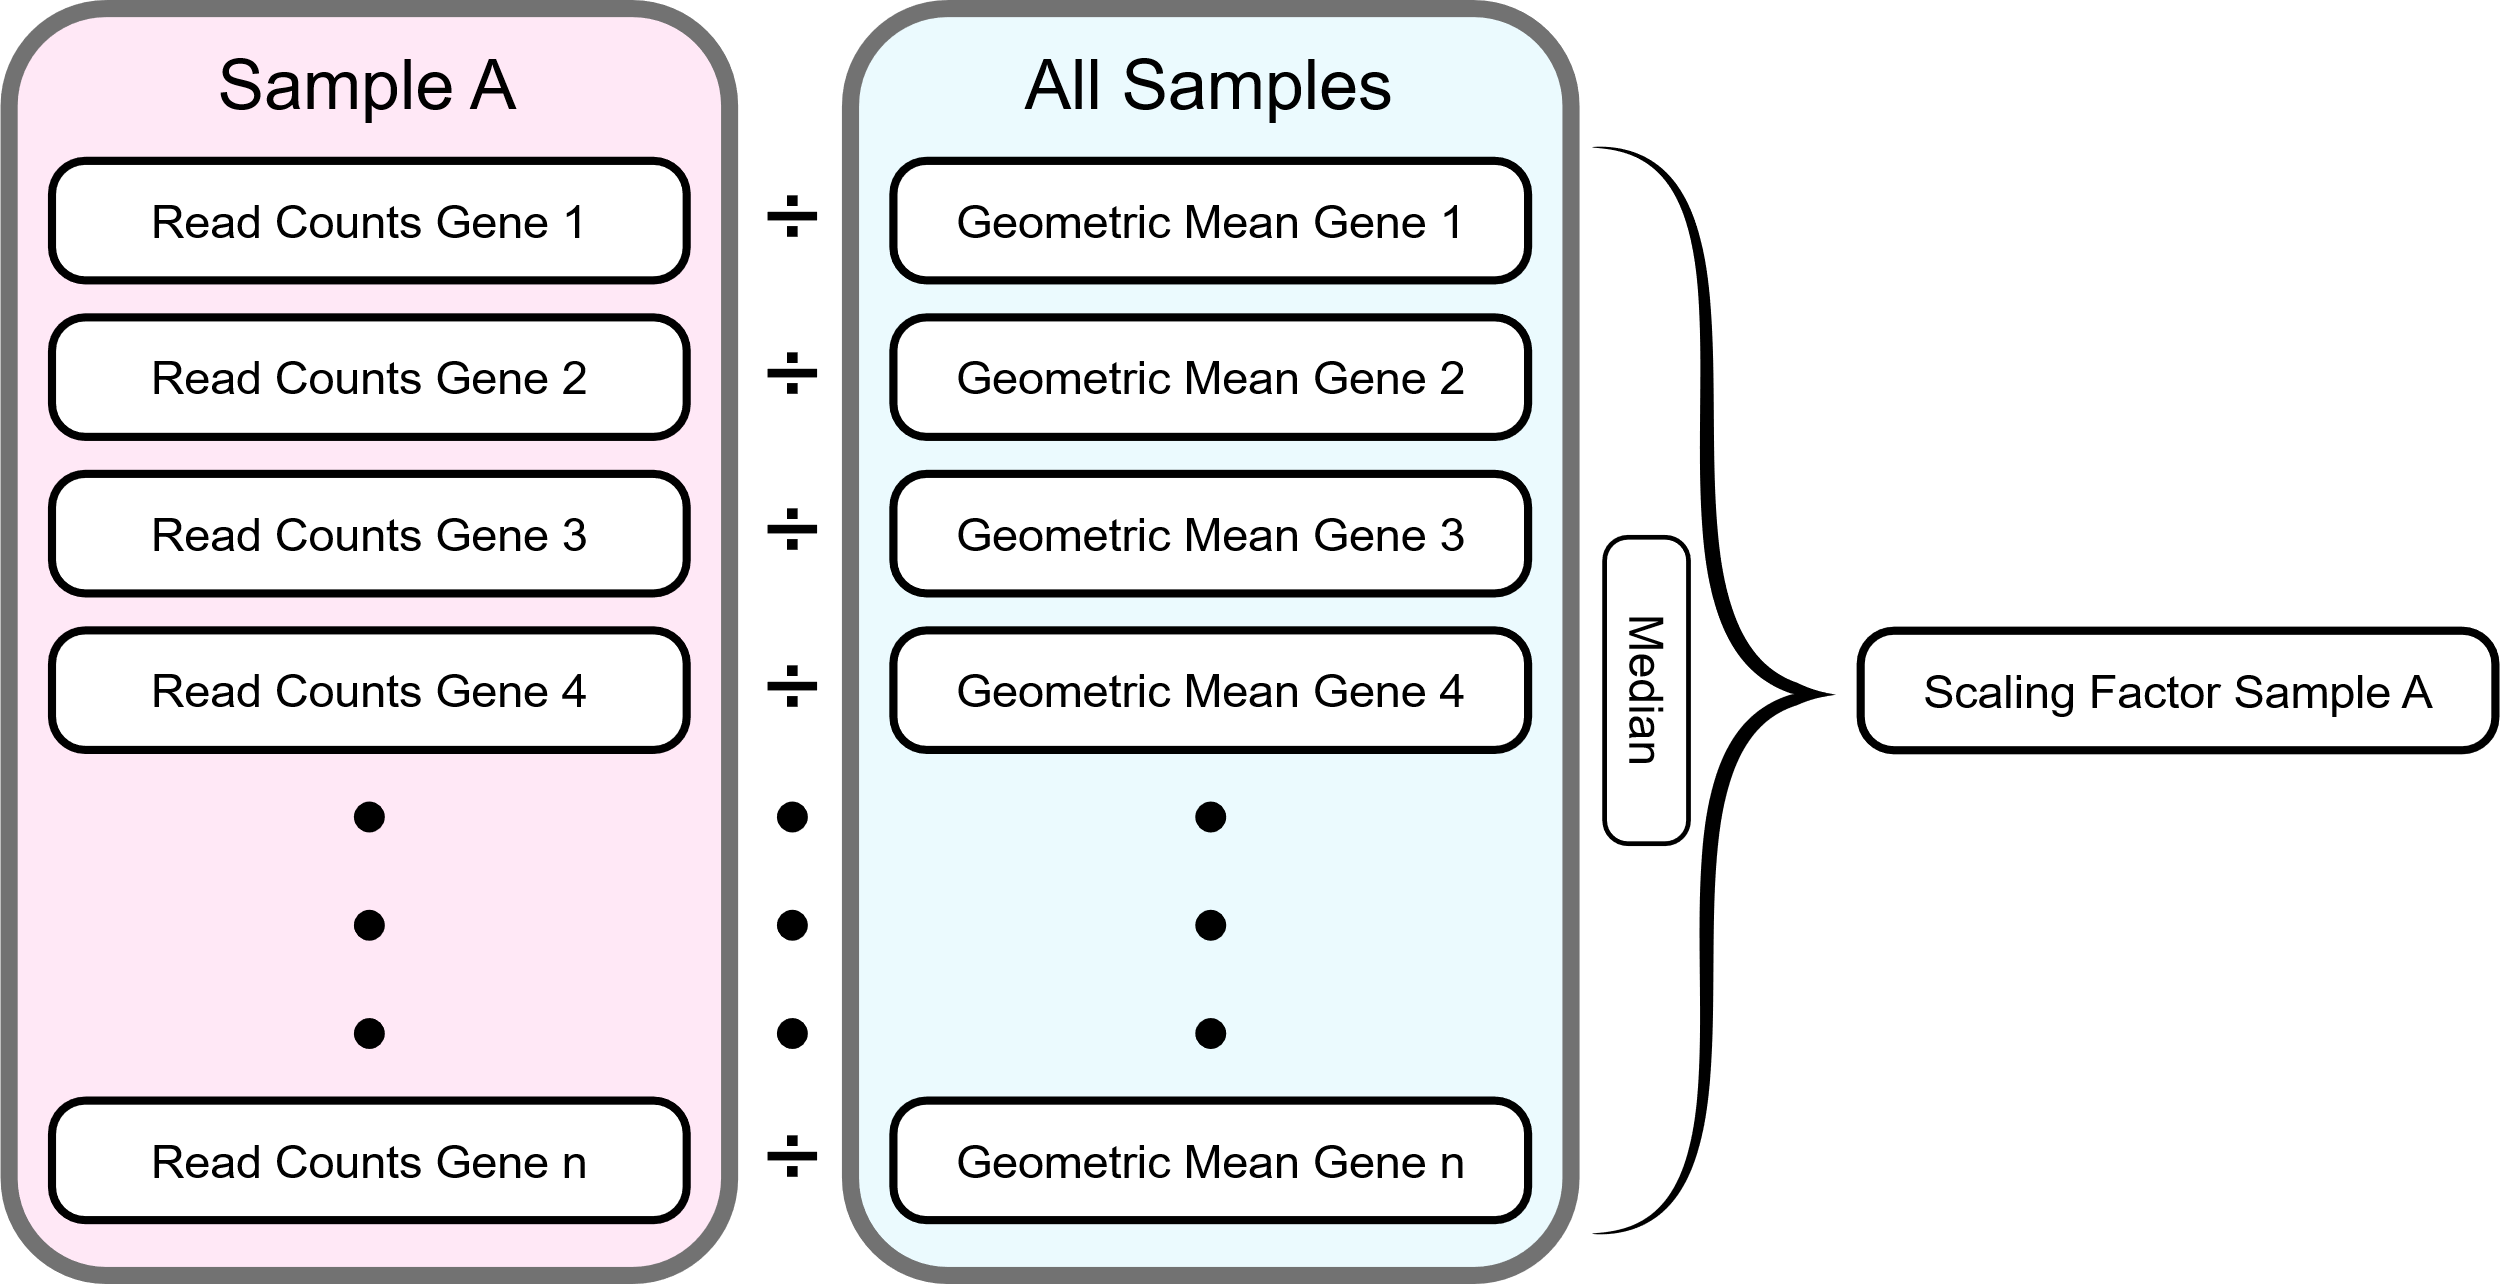 Sample A
All Samples
Read Counts Gene 1
÷
Geometric Mean Gene 1
Read Counts Gene 2
÷
Geometric Mean Gene 2
Read Counts Gene 3
÷
Geometric Mean Gene 3
Read Counts Gene 4
÷
Geometric Mean Gene 4
Read Counts Gene n
÷
Geometric Mean Gene n
Median
Scaling Factor Sample A